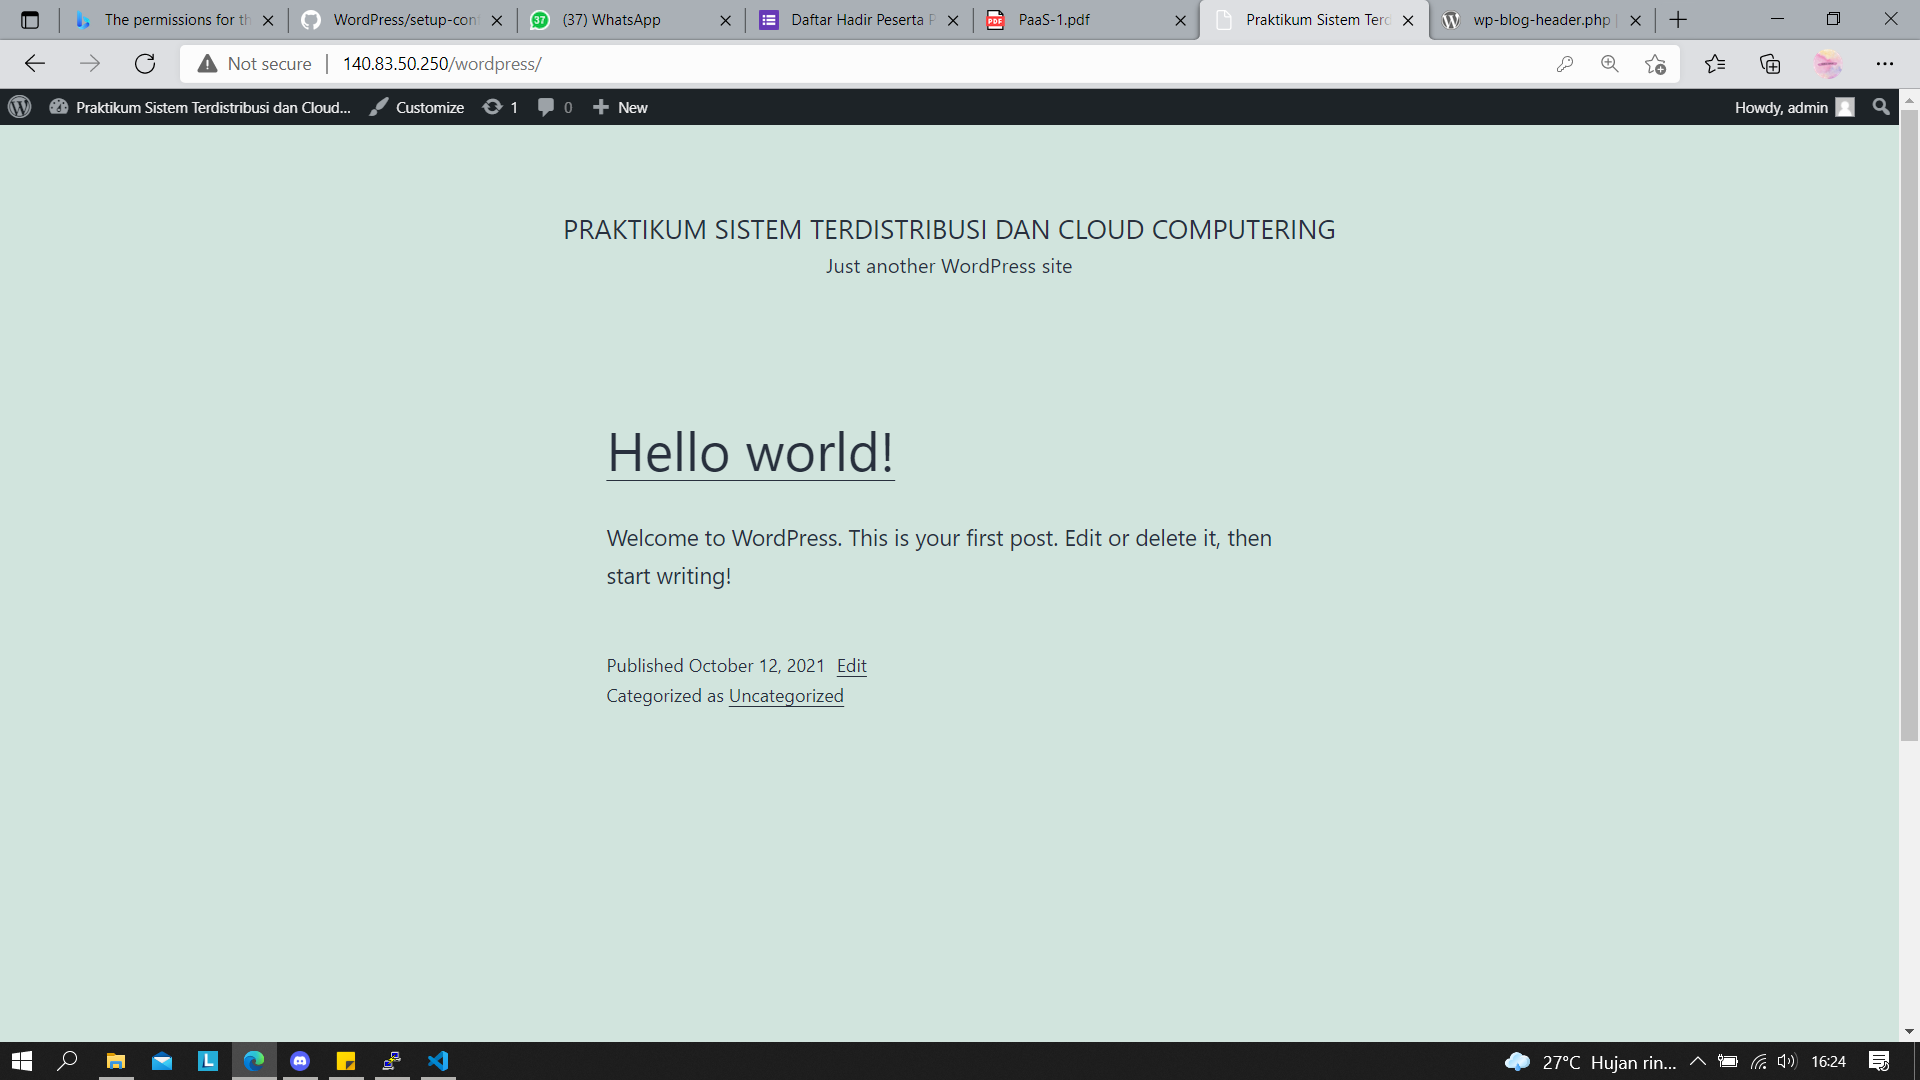 The permissions for th
WordPress/setup-conf
(37) WhatsApp
Daftar Hadir Peserta P
PaaS-1.pdf
Praktikum Sistem Terd
wp-blog-header.php
Not secure
140.83.50.250/wordpress/
Praktikum Sistem Terdistribusi dan Cloud...
Customize
1
0
New
Howdy, admin
PRAKTIKUM SISTEM TERDISTRIBUSI DAN CLOUD COMPUTERING
Just another WordPress site
Hello world!
Welcome to WordPress. This is your first post. Edit or delete it, then
start writing!
Published October 12, 2021 Edit
Categorized as Uncategorized
27°C Hujan rin...
16:24